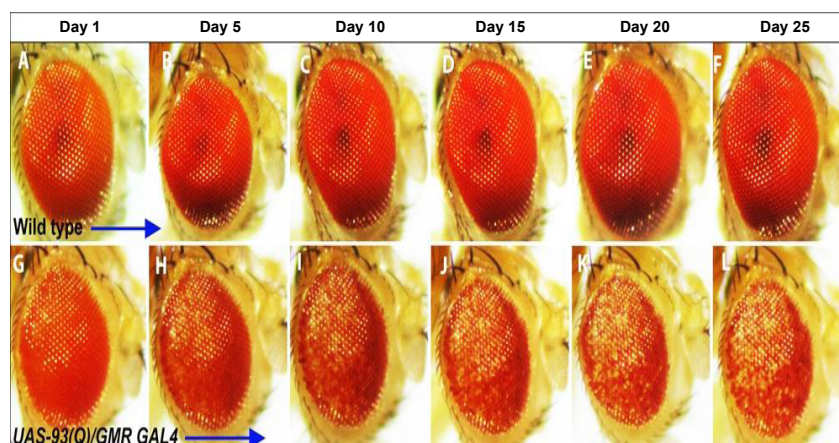 Day 1 Day 5 Day 10 Day 15 Day 20 Day 25
A B C D E F
Wild type
G H I J K L
UAS-93(Q)/GMR GAL4